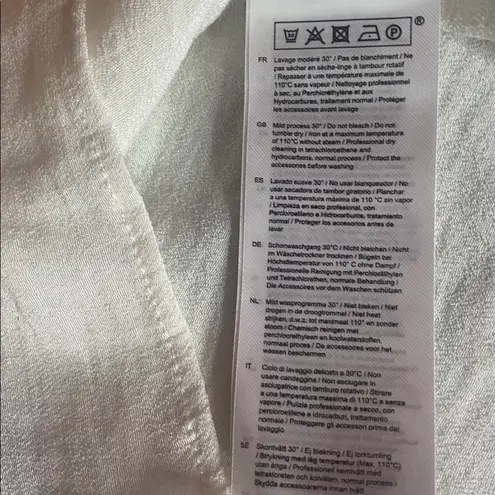 30 P ®
FR Lavage modéré 30° / Pas de blanchiment / Ne
pas sécher en sèche-linge à tambour rotatif
/ Repasser à une température maximale de
110°C sans vapeur / Nettoyage professionnel
à sec, au Perchloréthylène et aux
Hydrocarbures, traitement normal / Protéger
les accessoires avant lavage
GB Mild process 30° / Do not bleach / Do not
tumble dry / Iron at a maximum temperature
of 110°C without steam / Professional dry
cleaning in tetrachloroethene and
hydrocarbons, normal process / Protect the
accessories before washing
ES Lavado suave 30° / No usar blanqueador / No
usar secadora de tambor giratorio / Planchar
a una temperatura máxima de 110 °C sin vapor
/ Limpieza en seco profesional, con
Percloroetileno e Hidrocarburos, tratamiento
normal / Proteger los accesorios antes de
lavar
DE Schonwaschgang 30°C / Nicht bleichen / Nicht
im Wäschetrockner trocknen / Bügeln bei
Höchsttemperatur von 110° C ohne Dampf /
Professionelle Reinigung mit Perchloräthylen
und Tetrachlorethen, normale Behandlung /
Die Accessoires vor dem Waschen schützen
NL Mild wasprogramma 30° / Niet bleken / Niet
drogen in de droogtrommel / Niet heet
strijken, d.w.z. tot maximaal 110° en zonder
stoom / Chemisch reinigen met
perchloorethyleen en koolwaterstoffen,
normaal proces / De accessoires voor het
wassen beschermen
IT Ciclo di lavaggio delicato a 30°C / Non
usare candeggina / Non asciugare in
asciugatrice con tamburo rotativo / Stirare
a una temperatura massima di 110°C e senza
vapore / Pulizia professionale a secco, con
percloroetilene e idrocarburi, trattamento
normale / Proteggere gli accessori prima del
lavaggio
SE Skontvätt 30° / Ej blekning / Ej torktumling
/ Strykning med låg temperatur (Max. 110°C)
utan ånga / Professionell kemtvätt med
tetrakloreten och kolväten, normal process /
Skydda accessoarerna innan tvätt